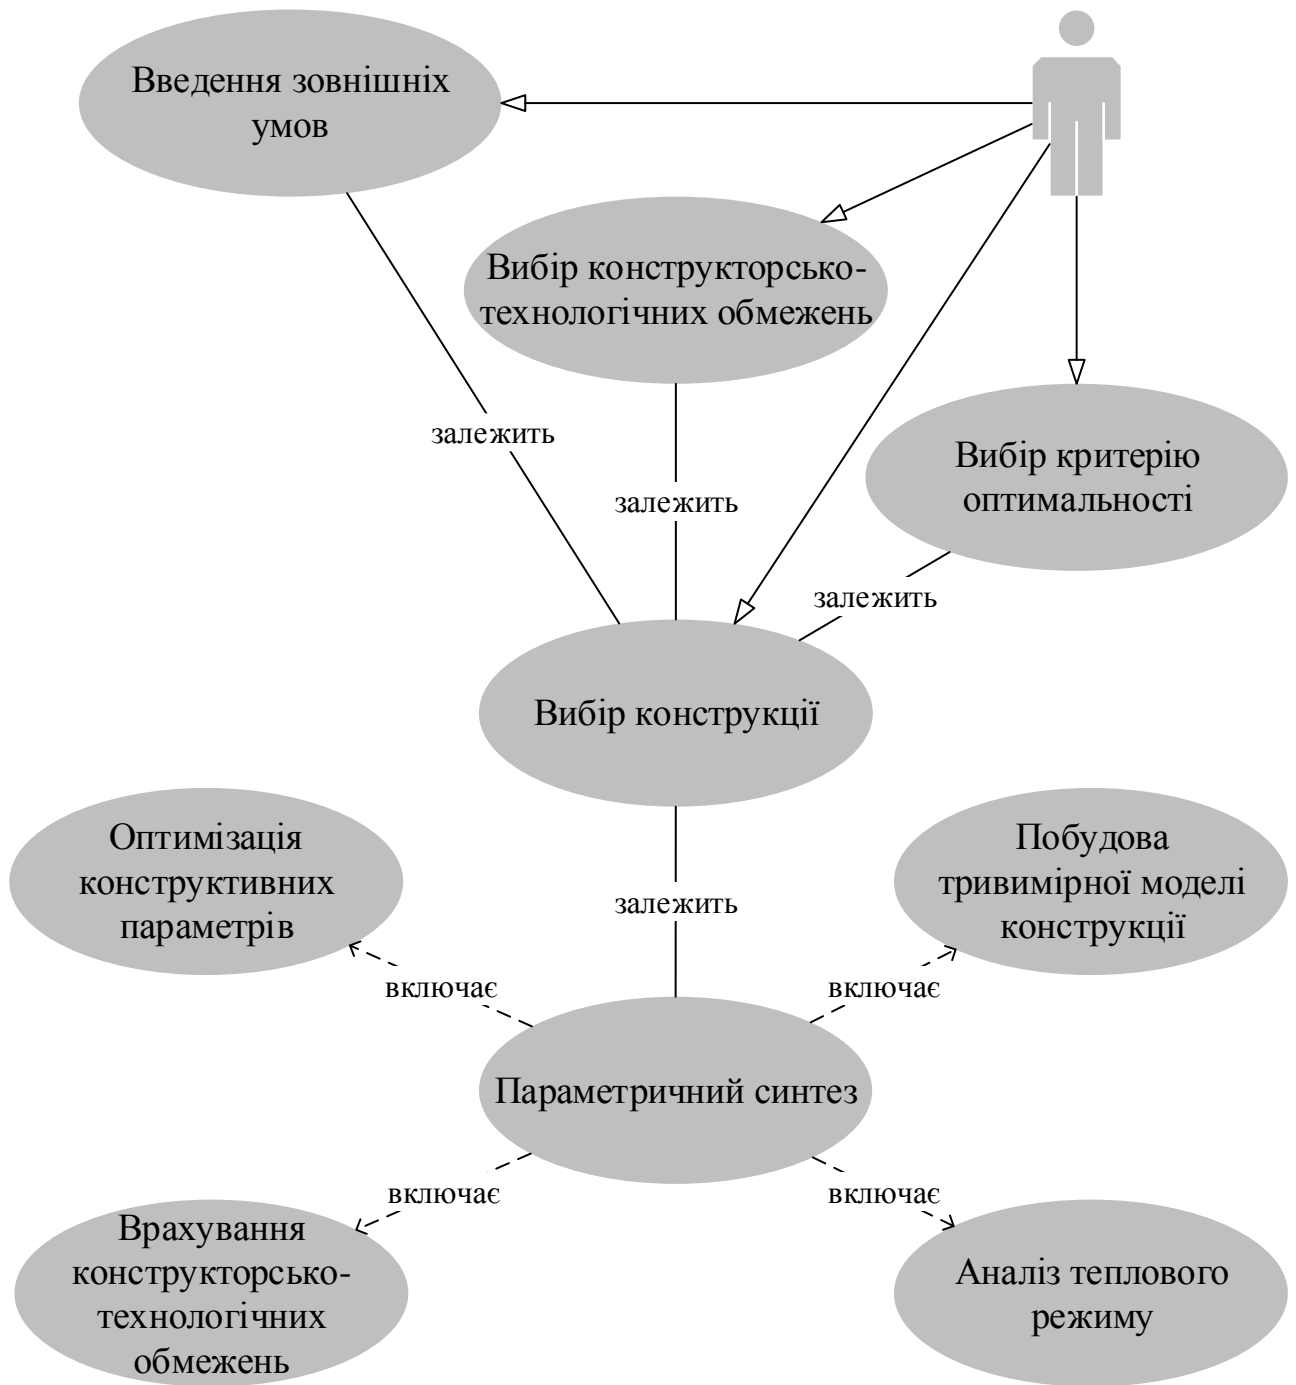 Введення зовнішніх
умов
Вибір конструкторсько-
технологічних обмежень
залежить
Вибір критерію
оптимальності
залежить
залежить
Вибір конструкції
Оптимізація
конструктивних
параметрів
Побудова
тривимірної моделі
конструкції
залежить
включає
включає
Параметричний синтез
включає
включає
Врахування
конструкторсько-
технологічних
обмежень
Аналіз теплового
режиму